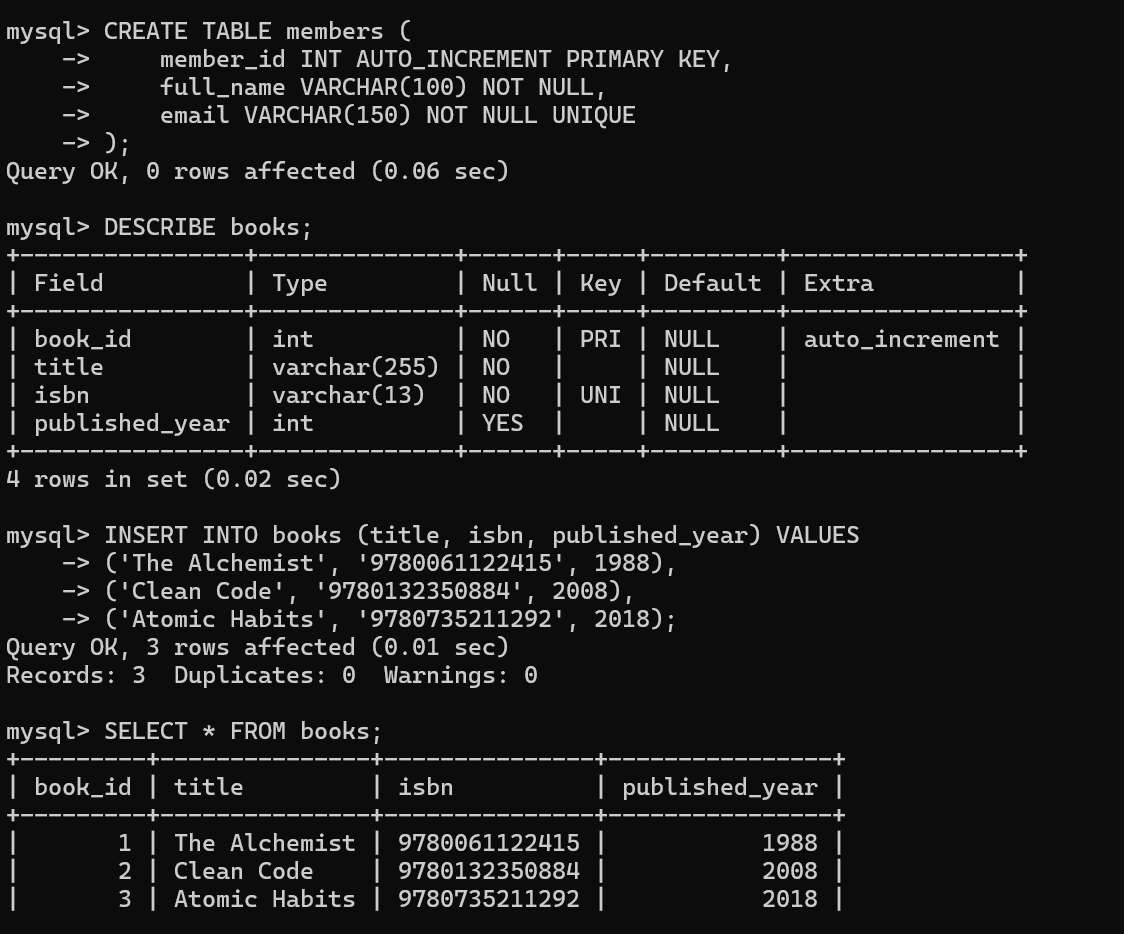 mysql> CREATE TABLE members (
    ->     member_id INT AUTO_INCREMENT PRIMARY KEY,
    ->     full_name VARCHAR(100) NOT NULL,
    ->     email VARCHAR(150) NOT NULL UNIQUE
    -> );
Query OK, 0 rows affected (0.06 sec)

mysql> DESCRIBE books;
+----------------+--------------+------+-----+---------+----------------+
| Field          | Type         | Null | Key | Default | Extra          |
+----------------+--------------+------+-----+---------+----------------+
| book_id        | int          | NO   | PRI | NULL    | auto_increment |
| title          | varchar(255) | NO   |     | NULL    |                |
| isbn           | varchar(13)  | NO   | UNI | NULL    |                |
| published_year | int          | YES  |     | NULL    |                |
+----------------+--------------+------+-----+---------+----------------+
4 rows in set (0.02 sec)

mysql> INSERT INTO books (title, isbn, published_year) VALUES
    -> ('The Alchemist', '9780061122415', 1988),
    -> ('Clean Code', '9780132350884', 2008),
    -> ('Atomic Habits', '9780735211292', 2018);
Query OK, 3 rows affected (0.01 sec)
Records: 3  Duplicates: 0  Warnings: 0

mysql> SELECT * FROM books;
+---------+---------------+---------------+----------------+
| book_id | title         | isbn          | published_year |
+---------+---------------+---------------+----------------+
|       1 | The Alchemist | 9780061122415 |           1988 |
|       2 | Clean Code    | 9780132350884 |           2008 |
|       3 | Atomic Habits | 9780735211292 |           2018 |